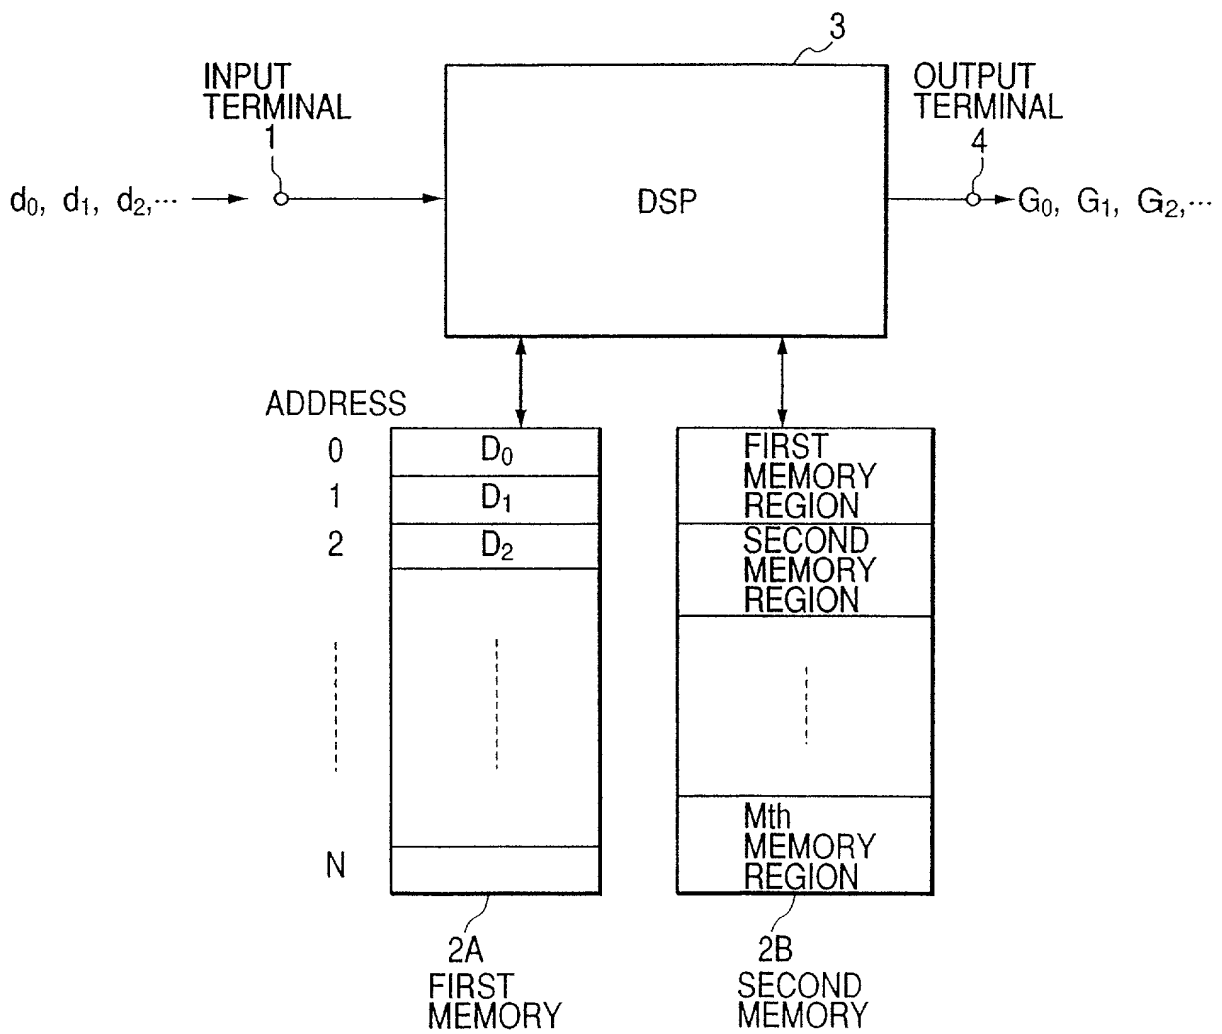 3
INPUT
TERMINAL
1
OUTPUT
TERMINAL
4
d₀, d₁, d₂,···
DSP
G₀, G₁, G₂,···
ADDRESS
0
D₀
1
D₁
2
D₂
N
FIRST
MEMORY
REGION
SECOND
MEMORY
REGION
Mth
MEMORY
REGION
2A
FIRST
MEMORY
2B
SECOND
MEMORY